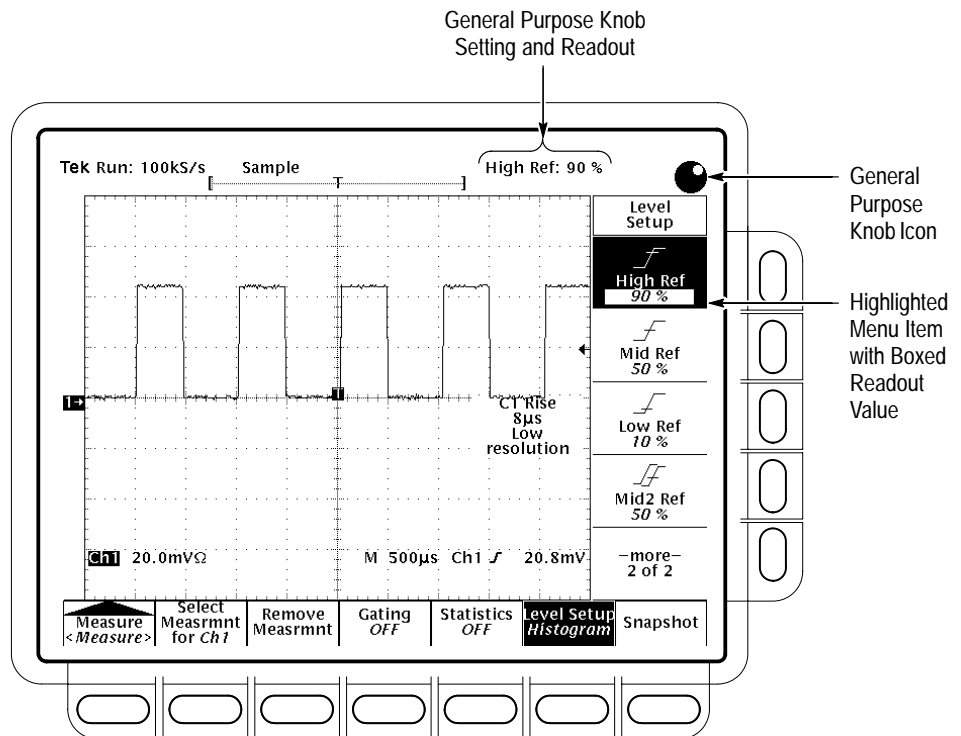 General Purpose Knob
Setting and Readout
Tek Run: 100kS/s Sample High Ref: 90 %
[ T ]
General
Purpose
Knob Icon
Level
Setup
High Ref
90 %
Highlighted
Menu Item
with Boxed
Readout
Value
Mid Ref
50 %
1
T
C1 Rise
8µs
Low
resolution
Low Ref
10 %
Mid2 Ref
50 %
Ch1 20.0mVΩ M 500µs Ch1 20.8mV
–more–
2 of 2
Measure
<Measure>
Select
Measrmnt
for Ch1
Remove
Measrmnt
Gating
OFF
Statistics
OFF
Level Setup
Histogram
Snapshot